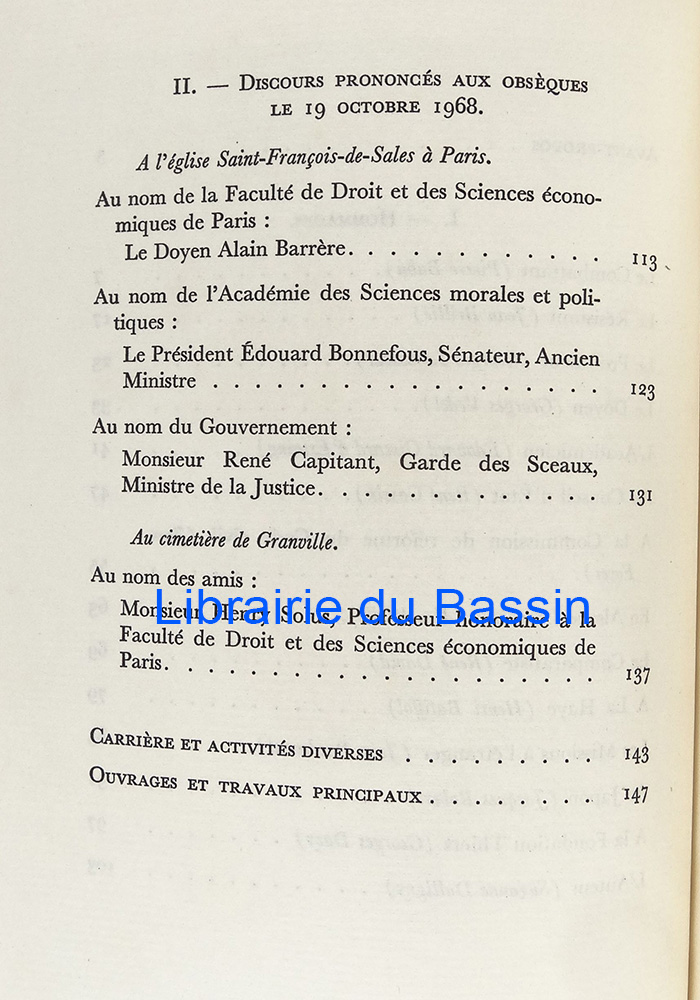 II. — DISCOURS PRONONCÉS AUX OBSÈQUES
LE 19 OCTOBRE 1968.
A l'église Saint-François-de-Sales à Paris.
Au nom de la Faculté de Droit et des Sciences écono-
miques de Paris :
Le Doyen Alain Barrère. . . . . . . . . . . . . 113
Au nom de l'Académie des Sciences morales et poli-
tiques :
Le Président Édouard Bonnefous, Sénateur, Ancien
Ministre . . . . . . . . . . . . . . . . . . 123
Au nom du Gouvernement :
Monsieur René Capitant, Garde des Sceaux,
Ministre de la Justice. . . . . . . . . . . . . 131
Au cimetière de Granville.
Au nom des amis :
Librairie du Bassin
Monsieur Henry Solus, Professeur honoraire à la
Faculté de Droit et des Sciences économiques de
Paris. . . . . . . . . . . . . . . . . . . . 137
CARRIÈRE ET ACTIVITÉS DIVERSES . . . . . . . . . 143
OUVRAGES ET TRAVAUX PRINCIPAUX . . . . . . . . 147